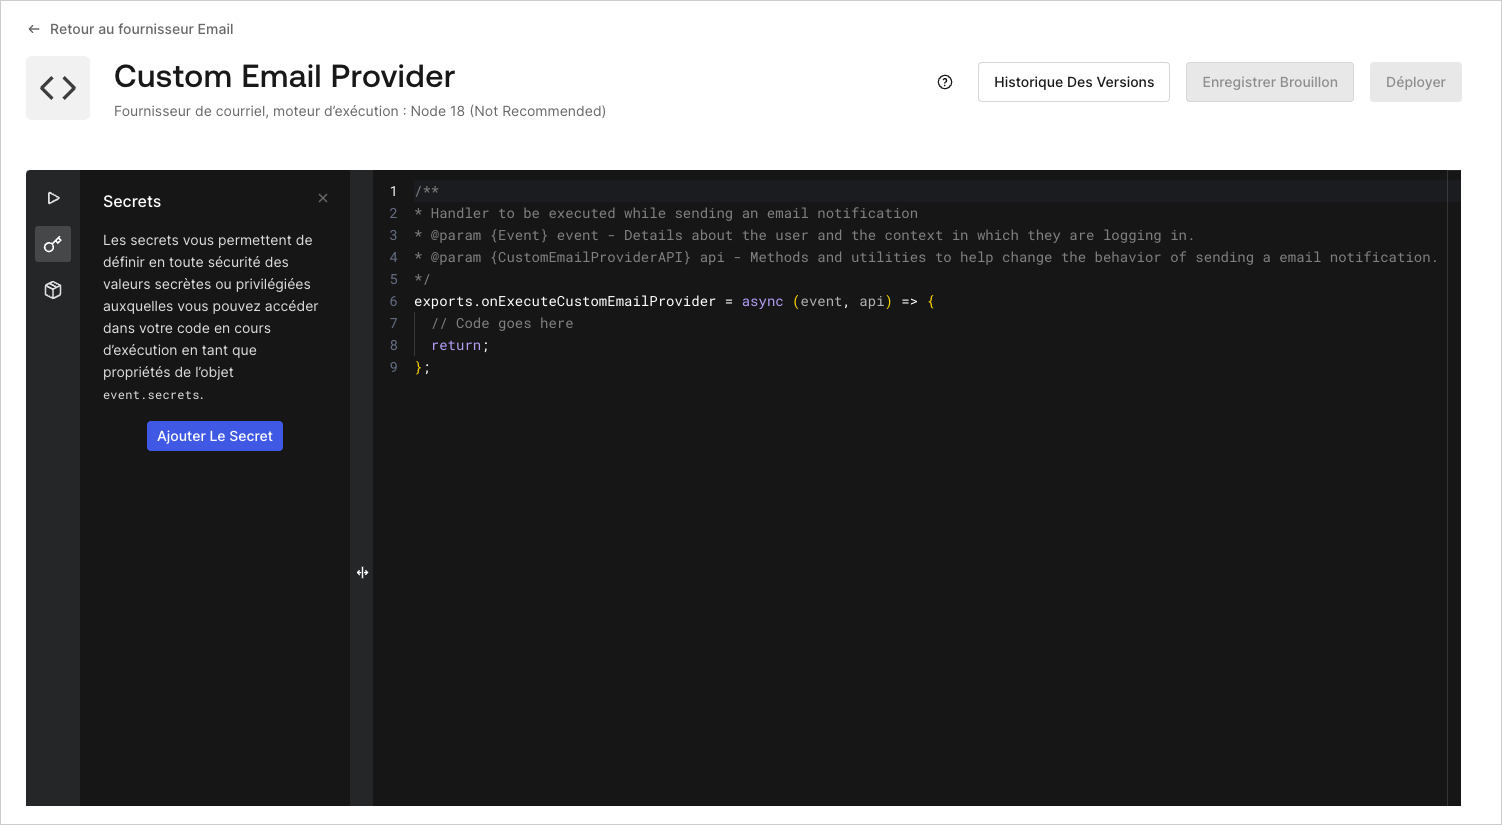 Retour au fournisseur Email
Custom Email Provider
Fournisseur de courriel, moteur d’exécution : Node 18 (Not Recommended)
Historique Des Versions
Enregistrer Brouillon
Déployer
Secrets
Les secrets vous permettent de
définir en toute sécurité des
valeurs secrètes ou privilégiées
auxquelles vous pouvez accéder
dans votre code en cours
d’exécution en tant que
propriétés de l’objet
event.secrets.
Ajouter Le Secret
1 /**
2 * Handler to be executed while sending an email notification
3 * @param {Event} event - Details about the user and the context in which they are logging in.
4 * @param {CustomEmailProviderAPI} api - Methods and utilities to help change the behavior of sending a email notification.
5 */
6 exports.onExecuteCustomEmailProvider = async (event, api) => {
7 // Code goes here
8 return;
9 };